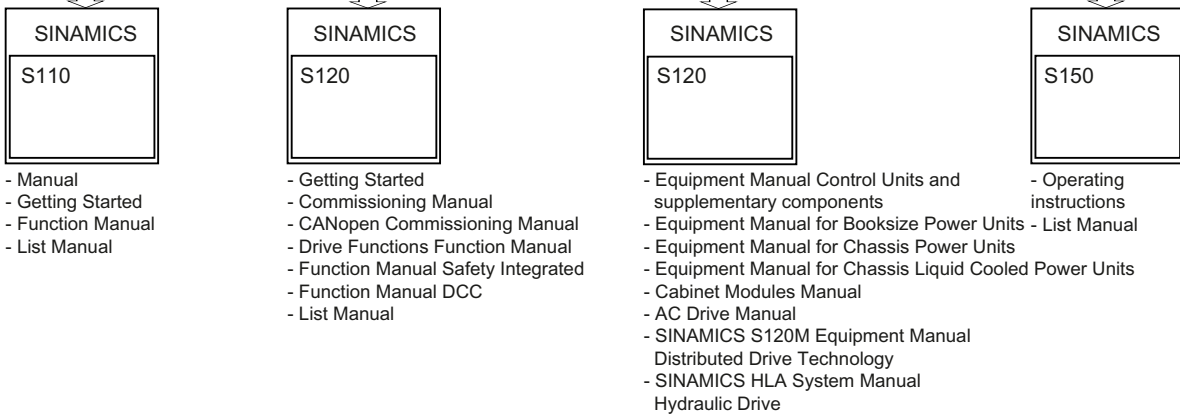 SINAMICS
S110
- Manual
- Getting Started
- Function Manual
- List Manual
SINAMICS
S120
- Getting Started
- Commissioning Manual
- CANopen Commissioning Manual
- Drive Functions Function Manual
- Function Manual Safety Integrated
- Function Manual DCC
- List Manual
SINAMICS
S120
- Equipment Manual Control Units and
supplementary components
- Equipment Manual for Booksize Power Units
- Equipment Manual for Chassis Power Units
- Equipment Manual for Chassis Liquid Cooled Power Units
- Cabinet Modules Manual
- AC Drive Manual
- SINAMICS S120M Equipment Manual
Distributed Drive Technology
- SINAMICS HLA System Manual
Hydraulic Drive
SINAMICS
S150
- Operating
instructions
- List Manual